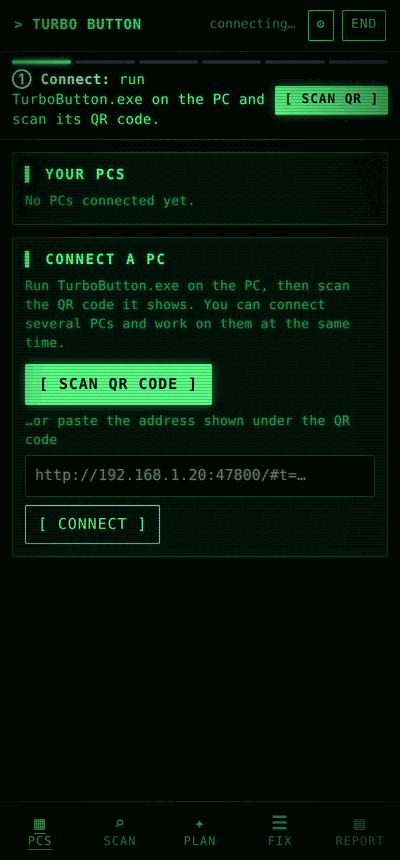 > TURBO BUTTON
connecting…
END
1 Connect: run
TurboButton.exe on the PC and
scan its QR code.
[ SCAN QR ]
YOUR PCS
No PCs connected yet.
CONNECT A PC
Run TurboButton.exe on the PC, then scan
the QR code it shows. You can connect
several PCs and work on them at the same
time.
[ SCAN QR CODE ]
…or paste the address shown under the QR
code
http://192.168.1.20:47800/#t=…
[ CONNECT ]
PCS
SCAN
PLAN
FIX
REPORT